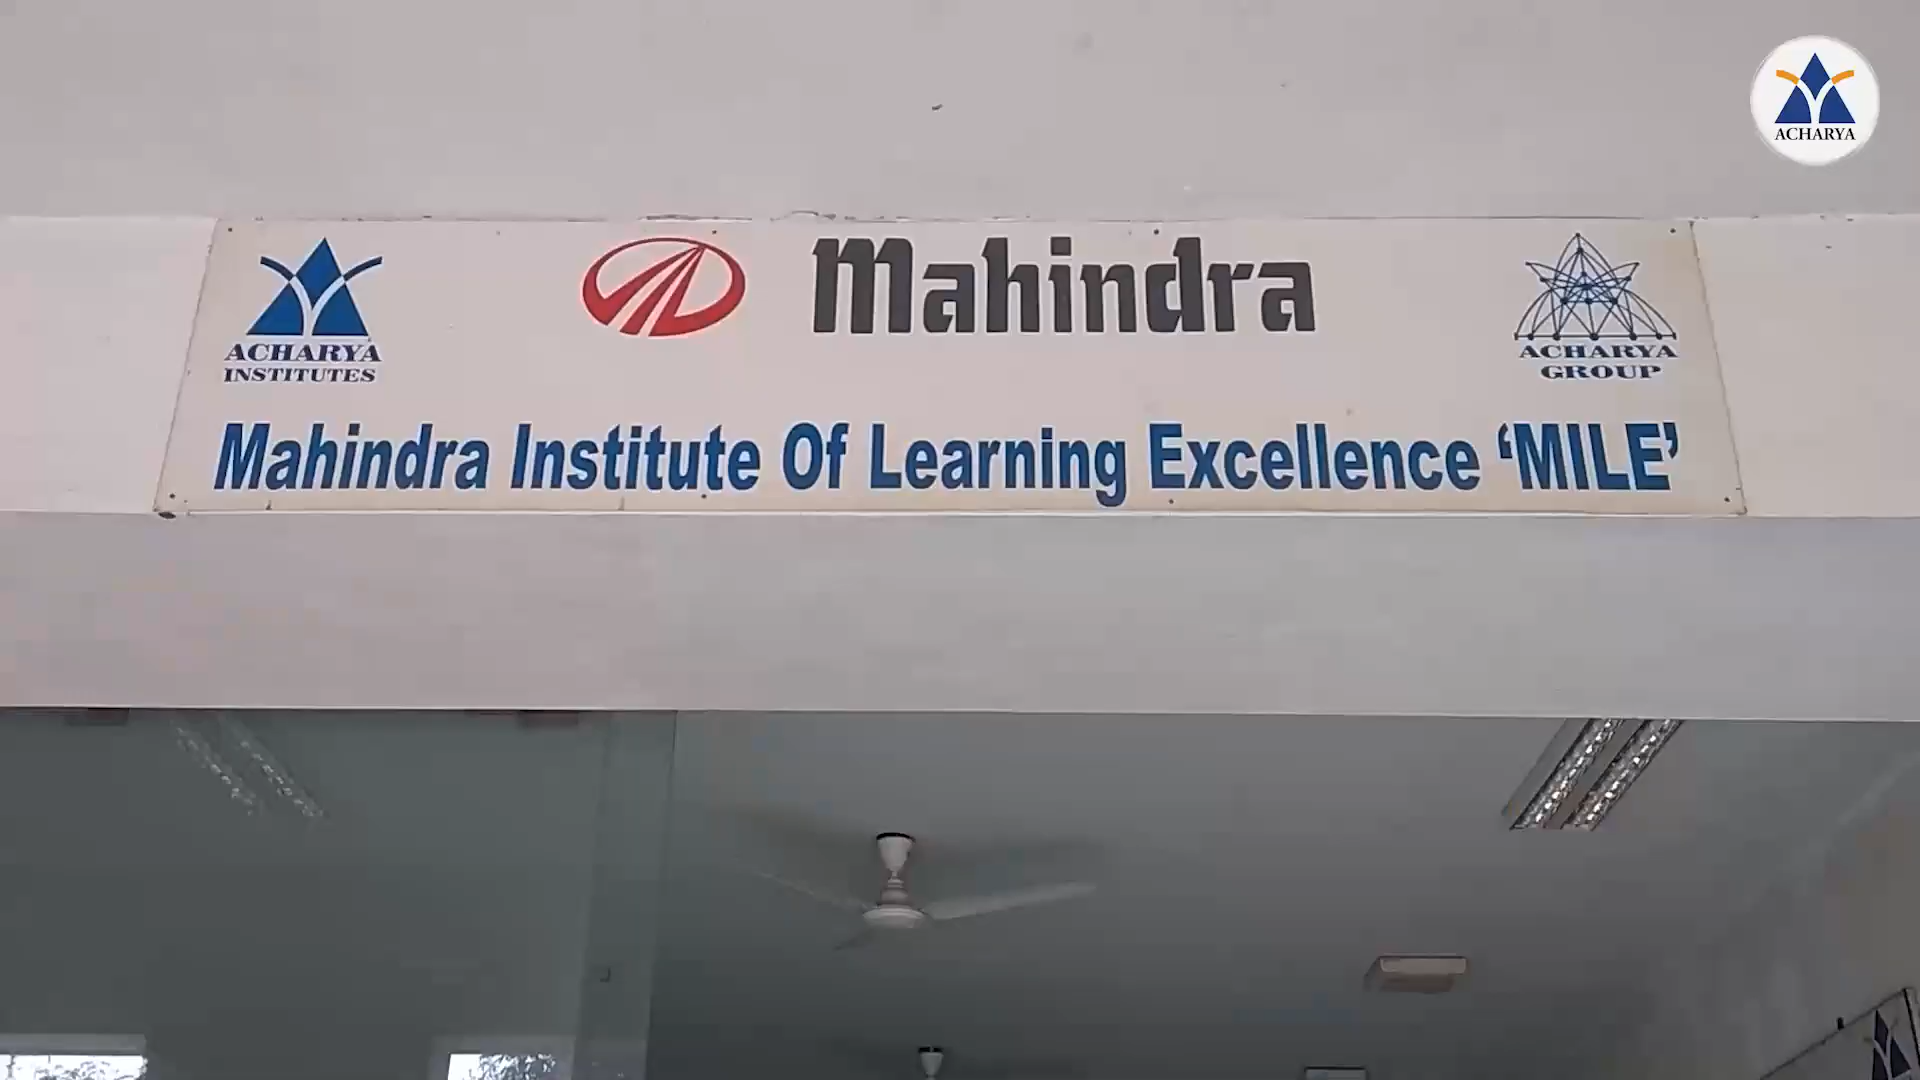 ACHARYA
Mahindra
ACHARYA
INSTITUTES
ACHARYA
GROUP
Mahindra Institute Of Learning Excellence ‘MILE’